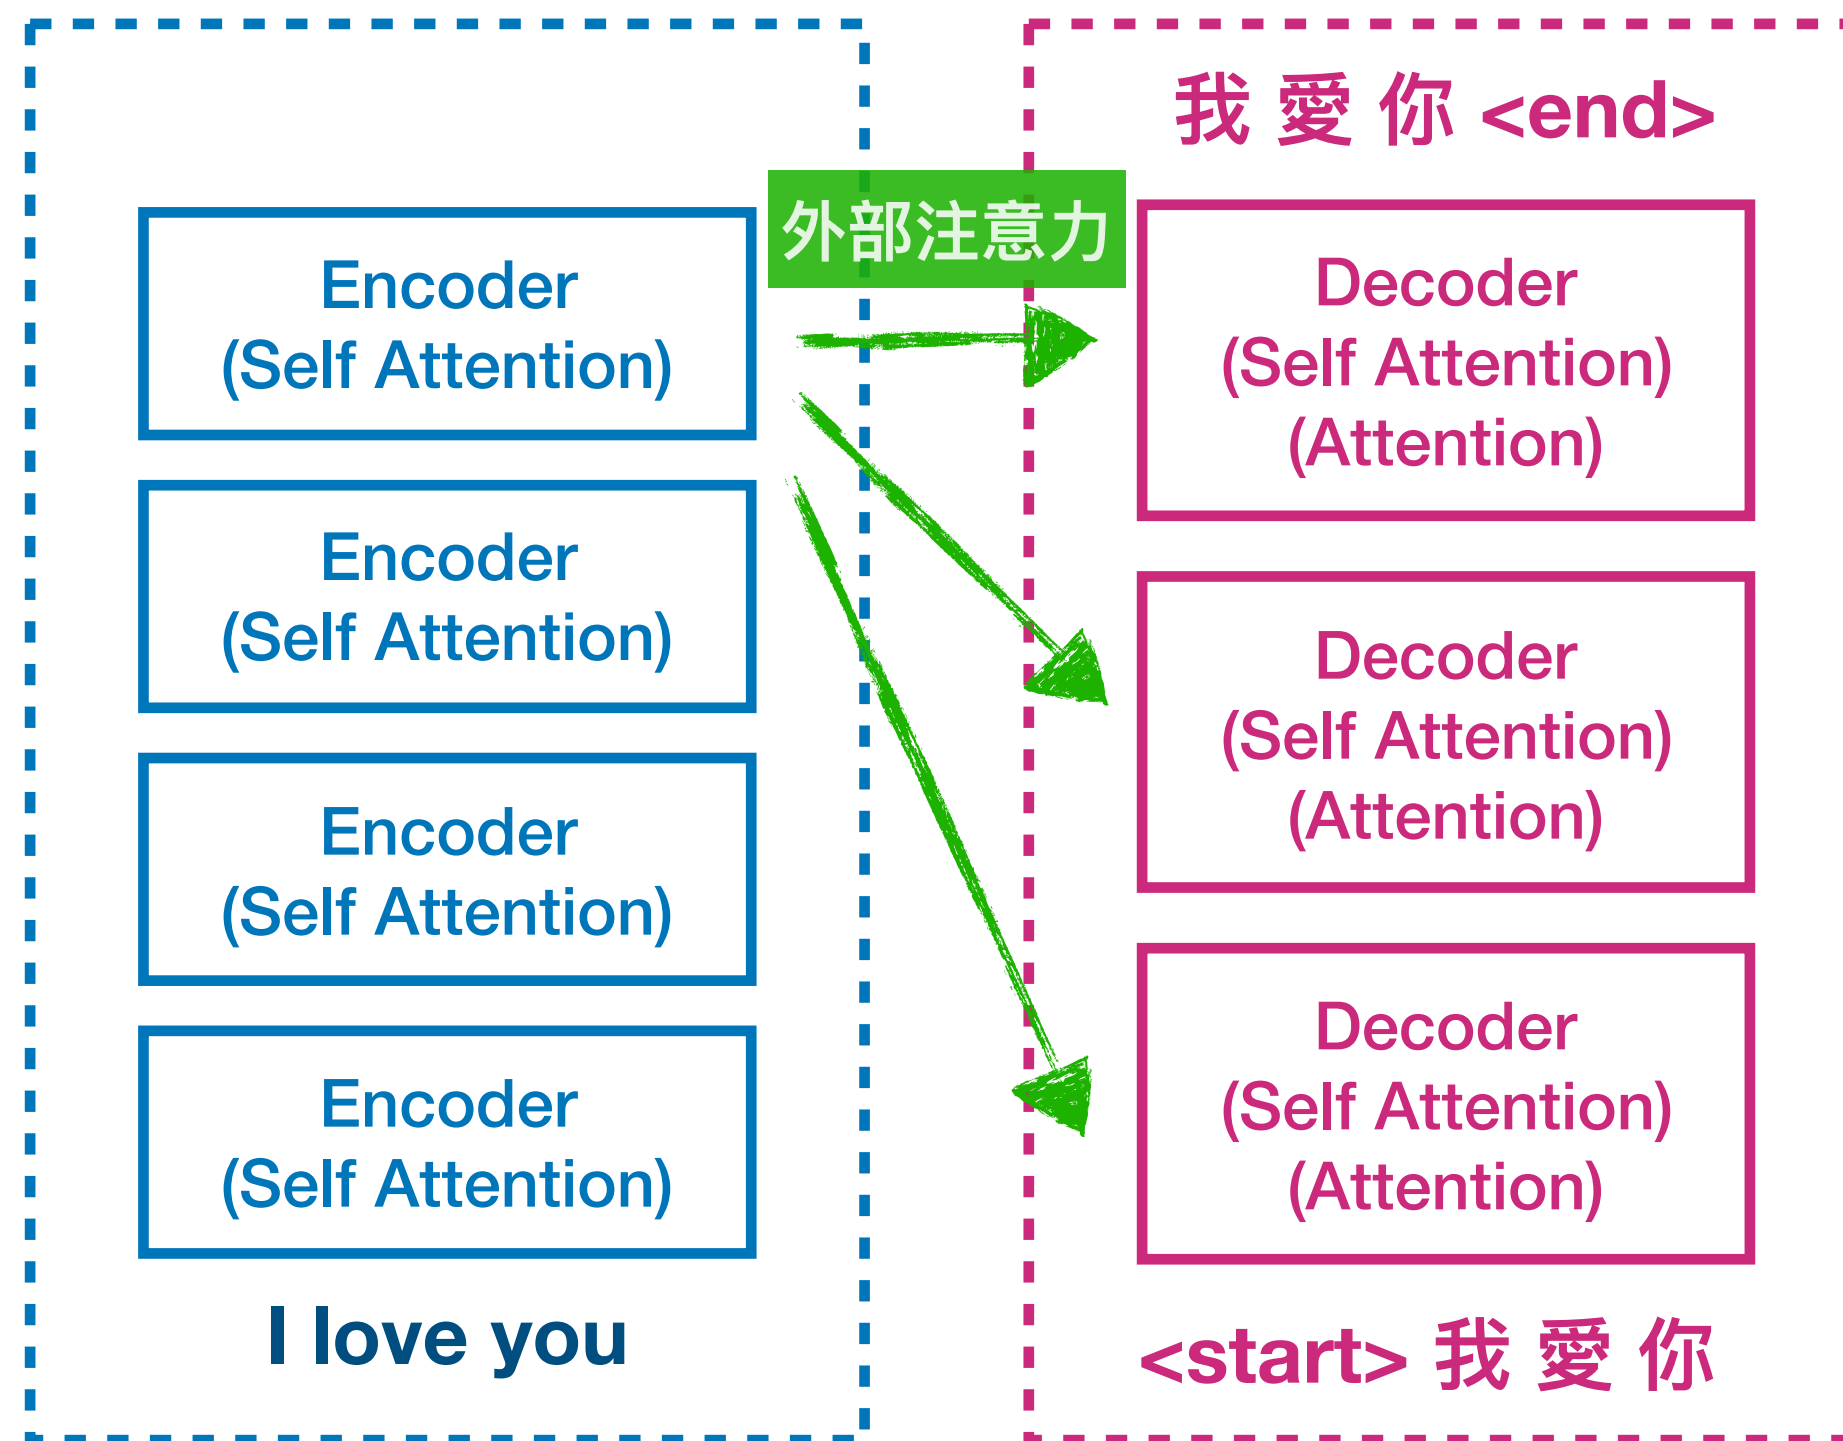 Encoder
(Self Attention)
Encoder
(Self Attention)
Encoder
(Self Attention)
Encoder
(Self Attention)
I love you
外部注意力
我 愛 你 <end>
Decoder
(Self Attention)
(Attention)
Decoder
(Self Attention)
(Attention)
Decoder
(Self Attention)
(Attention)
<start> 我 愛 你